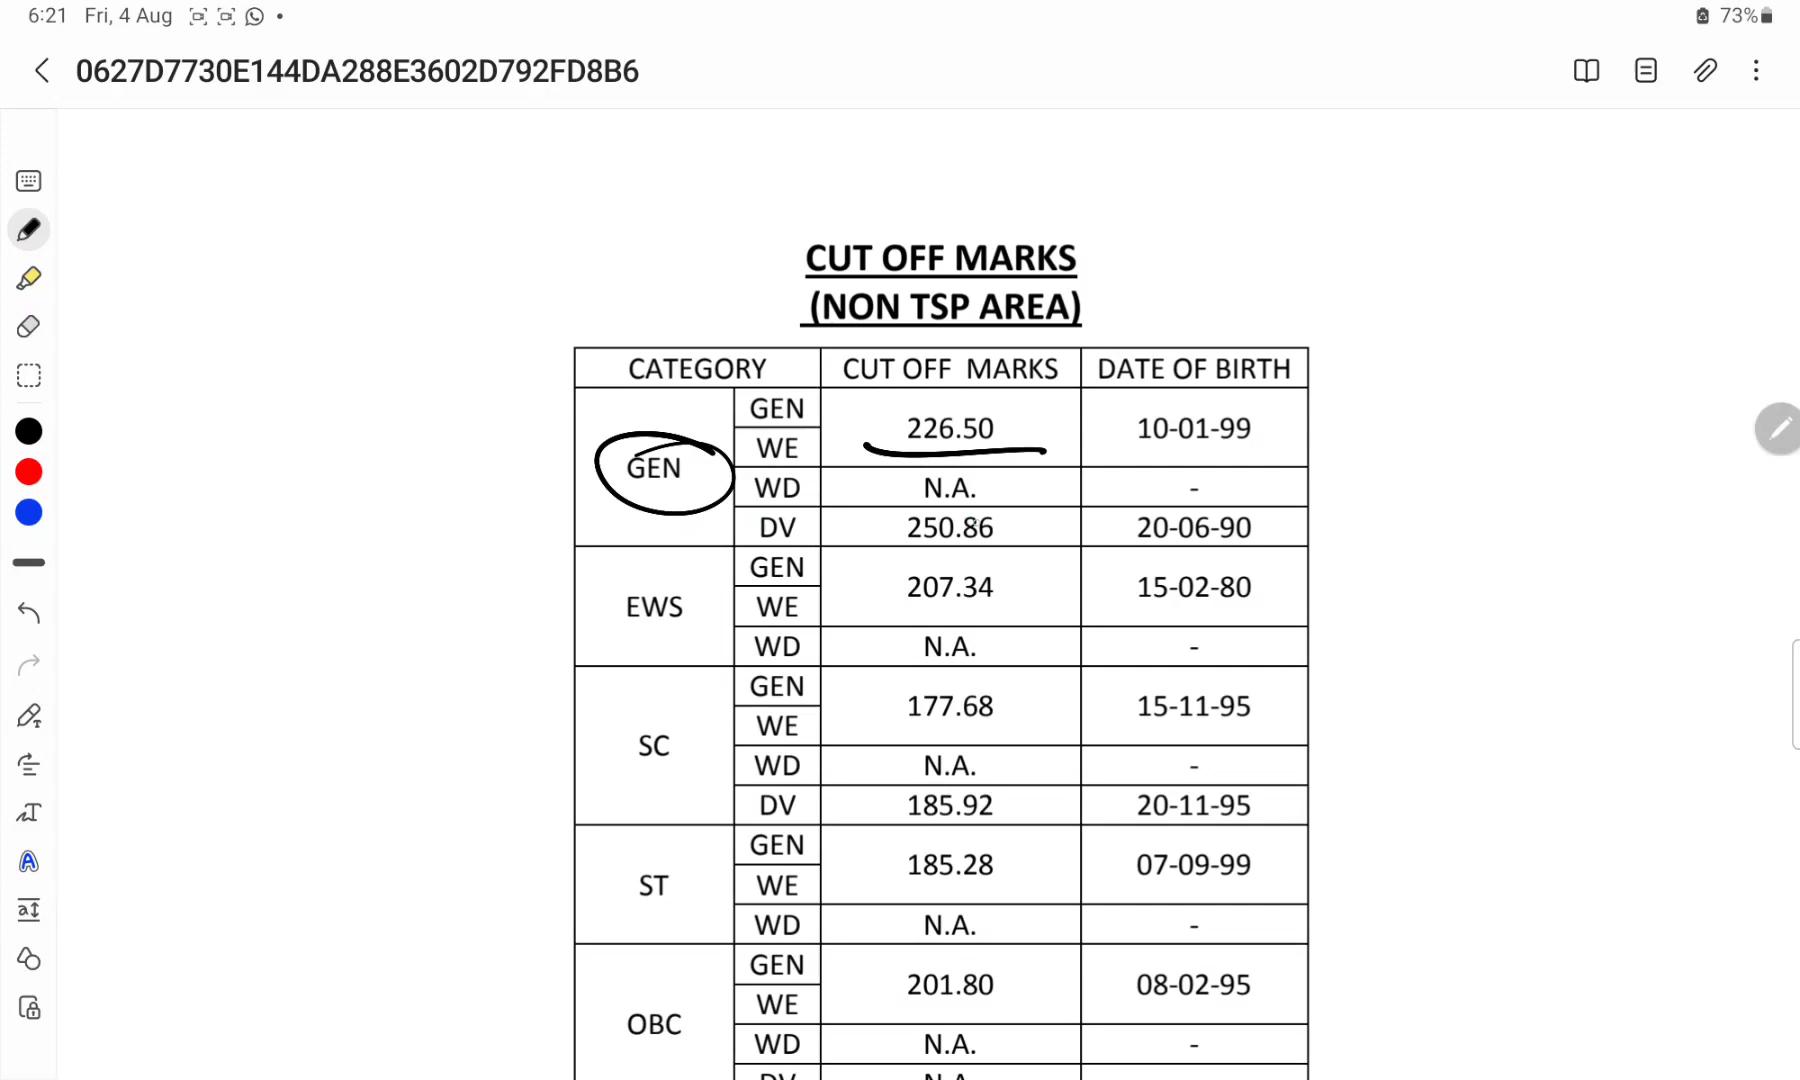 6:21 Fri, 4 Aug
73%
0627D7730E144DA288E3602D792FD8B6
CUT OFF MARKS
(NON TSP AREA)
CATEGORY CUT OFF MARKS DATE OF BIRTH
GEN GEN 226.50 10-01-99
WE
WD N.A. -
DV 250.86 20-06-90
EWS GEN 207.34 15-02-80
WE
WD N.A. -
SC GEN 177.68 15-11-95
WE
WD N.A. -
DV 185.92 20-11-95
ST GEN 185.28 07-09-99
WE
WD N.A. -
OBC GEN 201.80 08-02-95
WE
WD N.A. -
DV N.A.